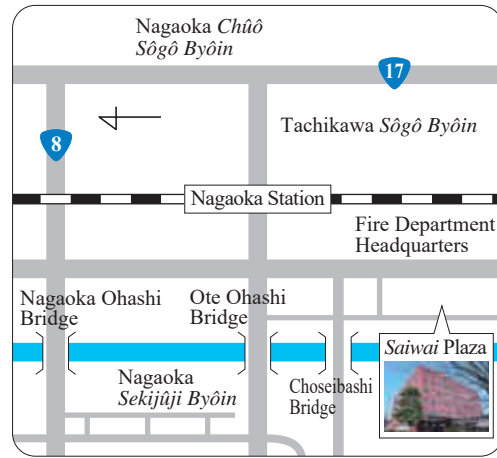 Nagaoka Chûô
Sôgô Byôin
17
8
Tachikawa Sôgô Byôin
Nagaoka Station
Fire Department
Headquarters
Nagaoka Ohashi
Bridge
Ote Ohashi
Bridge
Saiwai Plaza
Nagaoka
Sekijûji Byôin
Choseibashi
Bridge